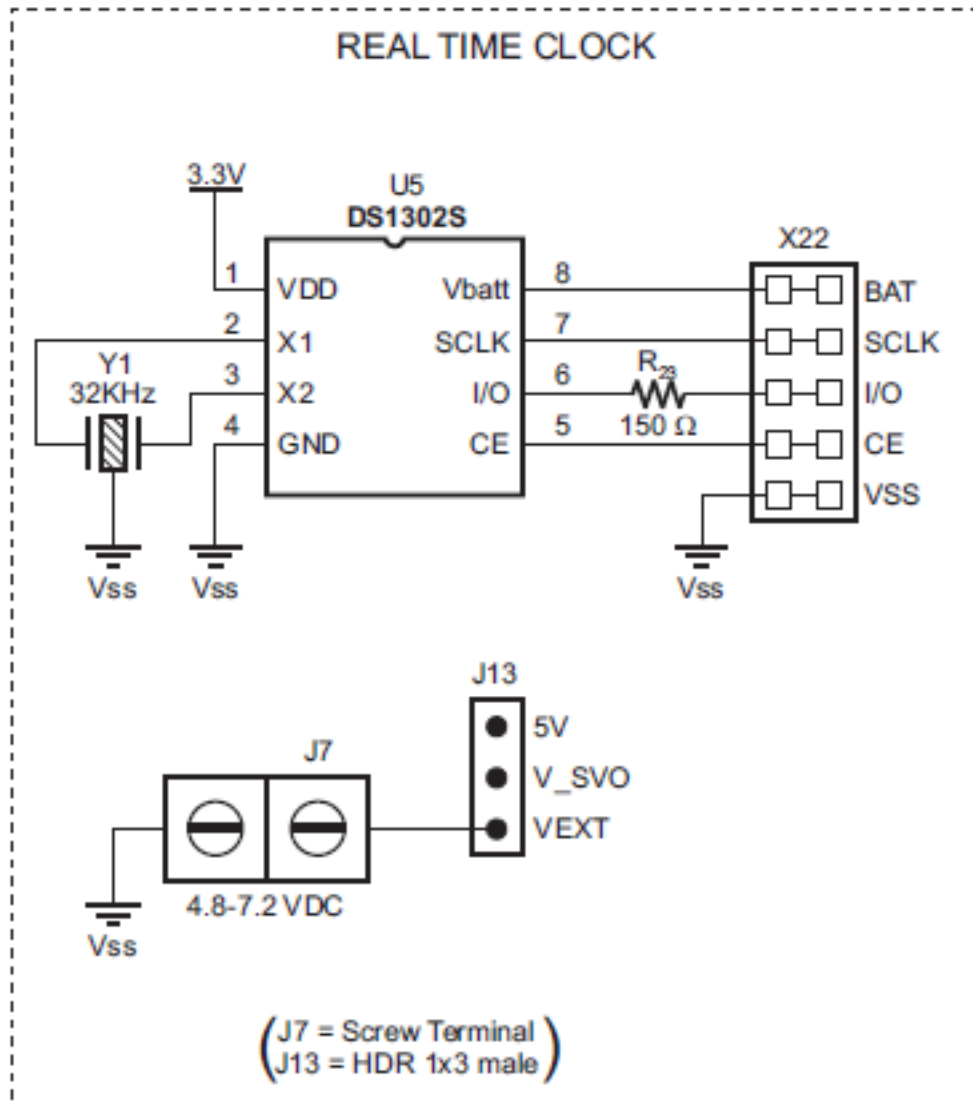 REAL TIME CLOCK
3.3V
U5
DS1302S
X22
1 VDD Vbatt 8 BAT
2 X1 SCLK 7 SCLK
Y1
32KHz
3 X2 I/O 6 R23 I/O
150 Ω
4 GND CE 5 CE
VSS
Vss Vss Vss
J13
5V
J7
V_SVO
VEXT
4.8-7.2 VDC
Vss
(J7 = Screw Terminal
J13 = HDR 1x3 male)